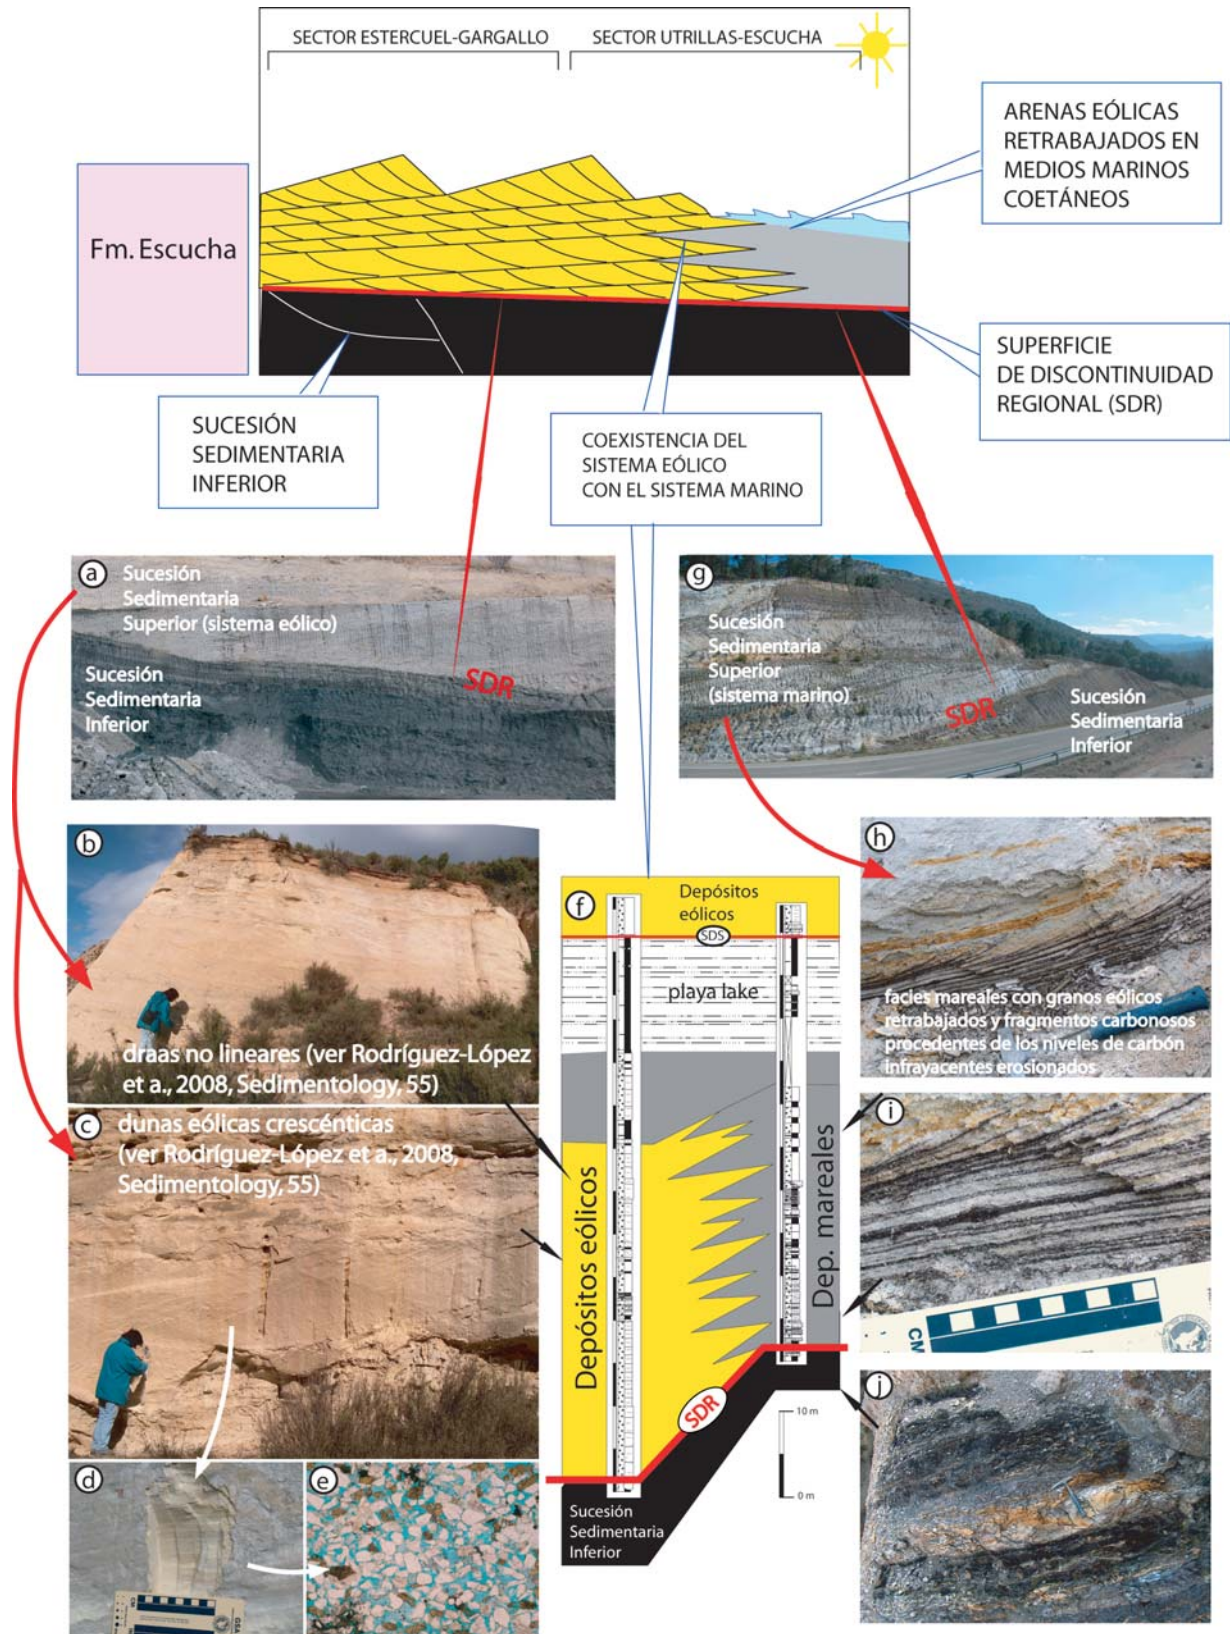 SECTOR ESTERCUEL-GARGALLO
SECTOR UTRILLAS-ESCUCHA
ARENAS EÓLICAS
RETRABAJADOS EN
MEDIOS MARINOS
COETÁNEOS
Fm. Escucha
SUPERFICIE
DE DISCONTINUIDAD
REGIONAL (SDR)
SUCESIÓN
SEDIMENTARIA
INFERIOR
COEXISTENCIA DEL
SISTEMA EÓLICO
CON EL SISTEMA MARINO
a
Sucesión
Sedimentaria
Superior (sistema eólico)
Sucesión
Sedimentaria
Inferior
SDR
g
Sucesión
Sedimentaria
Superior
(sistema marino)
SDR
Sucesión
Sedimentaria
Inferior
b
draas no lineares (ver Rodríguez-López
et a., 2008, Sedimentology, 55)
c
dunas eólicas crescénticas
(ver Rodríguez-López et a., 2008,
Sedimentology, 55)
d
CM
GSA
e
f
Depósitos
eólicos
SDS
playa lake
Depósitos eólicos
Dep. mareales
SDR
10 m
0 m
Sucesión
Sedimentaria
Inferior
h
facies mareales con granos eólicos
retrabajados y fragmentos carbonosos
procedentes de los niveles de carbón
infrayacentes erosionados
i
CM
j